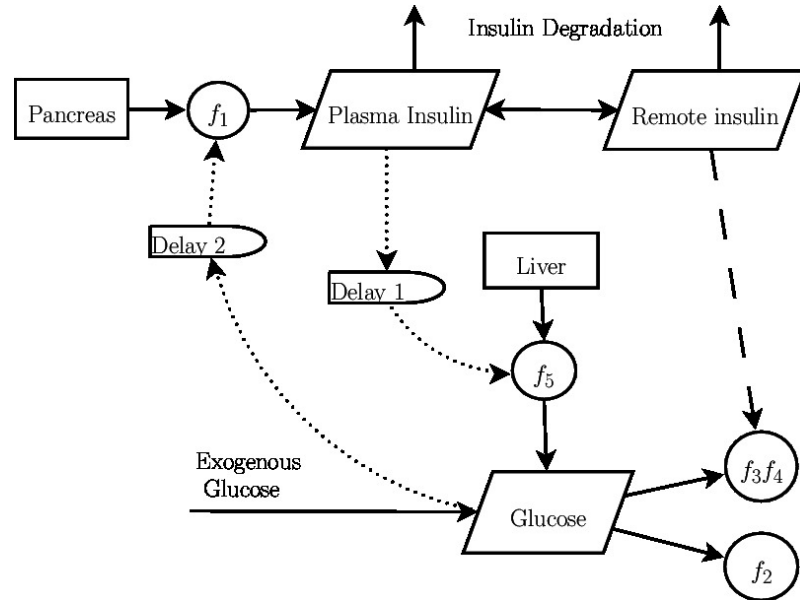 Insulin Degradation
Pancreas
f₁
Plasma Insulin
Remote insulin
Delay 2
Delay 1
Liver
f₅
Exogenous
Glucose
Glucose
f₃f₄
f₂